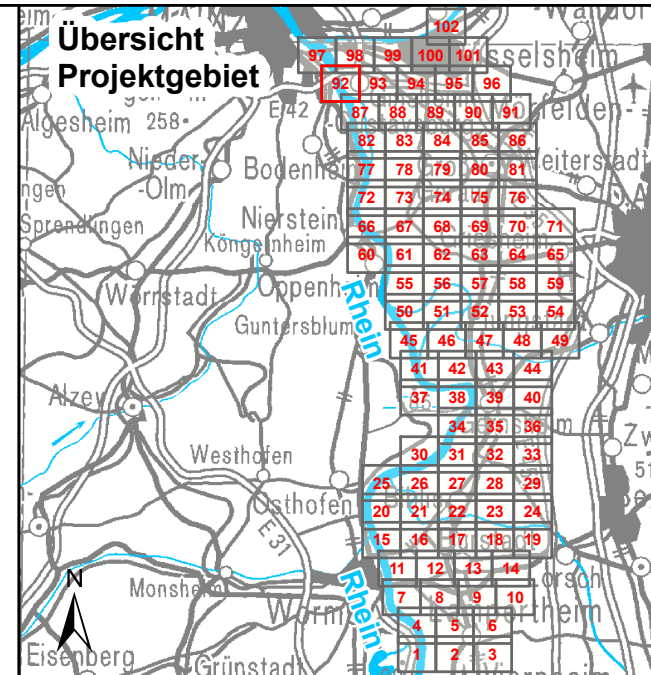 Übersicht
Projektgebiet
102
97 98 99 100 101
sselsheim
92 93 94 95 96
E 42
87 88 89 90 91
Algesheim 258
82 83 84 85 86
Nieder-
-Olm
Bodenheim
77 78 79 80 81
72 73 74 75 76
Nierstein
Sprendlingen
66 67 68 69 70 71
Köngernheim
60 61 62 63 64 65
Wörrstadt
Oppenheim
55 56 57 58 59
Rhein
50 51 52 53 54
Guntersblum
45 46 47 48 49
41 42 43 44
Alzey
37 38 39 40
34 35 36
Westhofen
30 31 32 33
25 26 27 28 29
Osthofen
20 21 22 23 24
E 31
15 16 17 18 19
11 12 13 14
N
Monsheim
Rhein
7 8 9 10
Worms
4 5 6
Eisenberg
Grünstadt
1 2 3